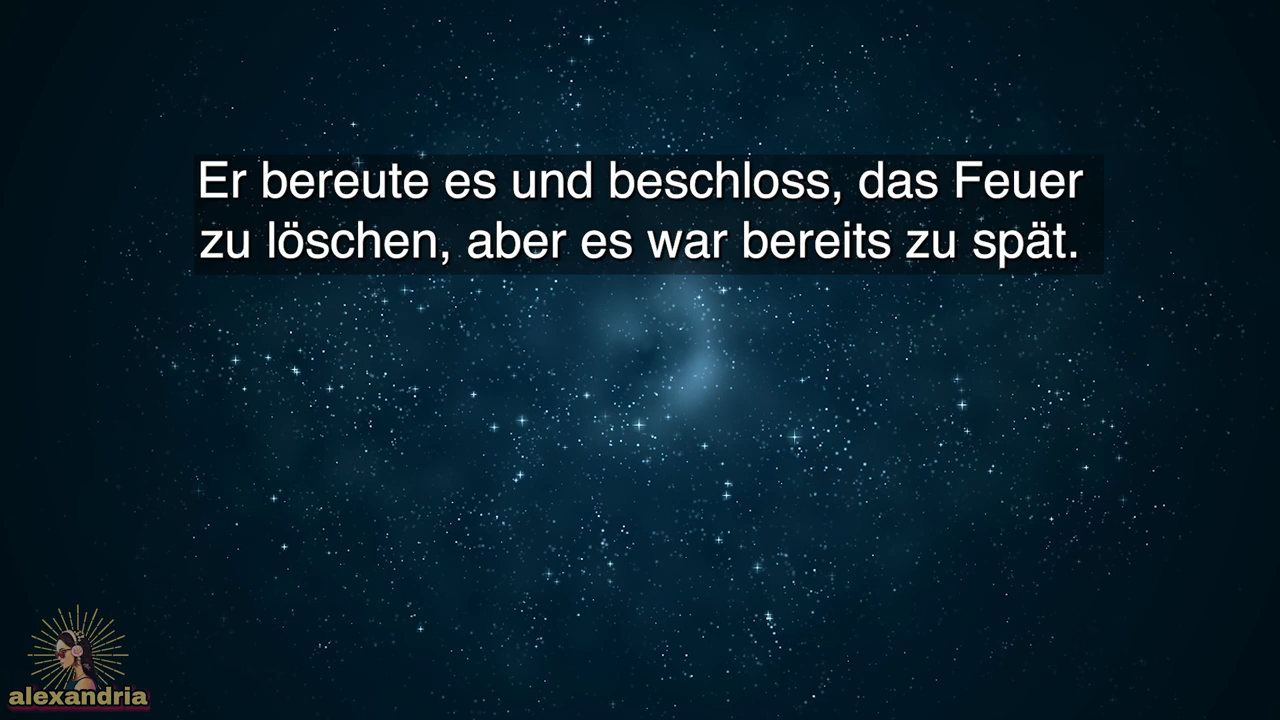 Er bereute es und beschloss, das Feuer
zu löschen, aber es war bereits zu spät.
alexandria